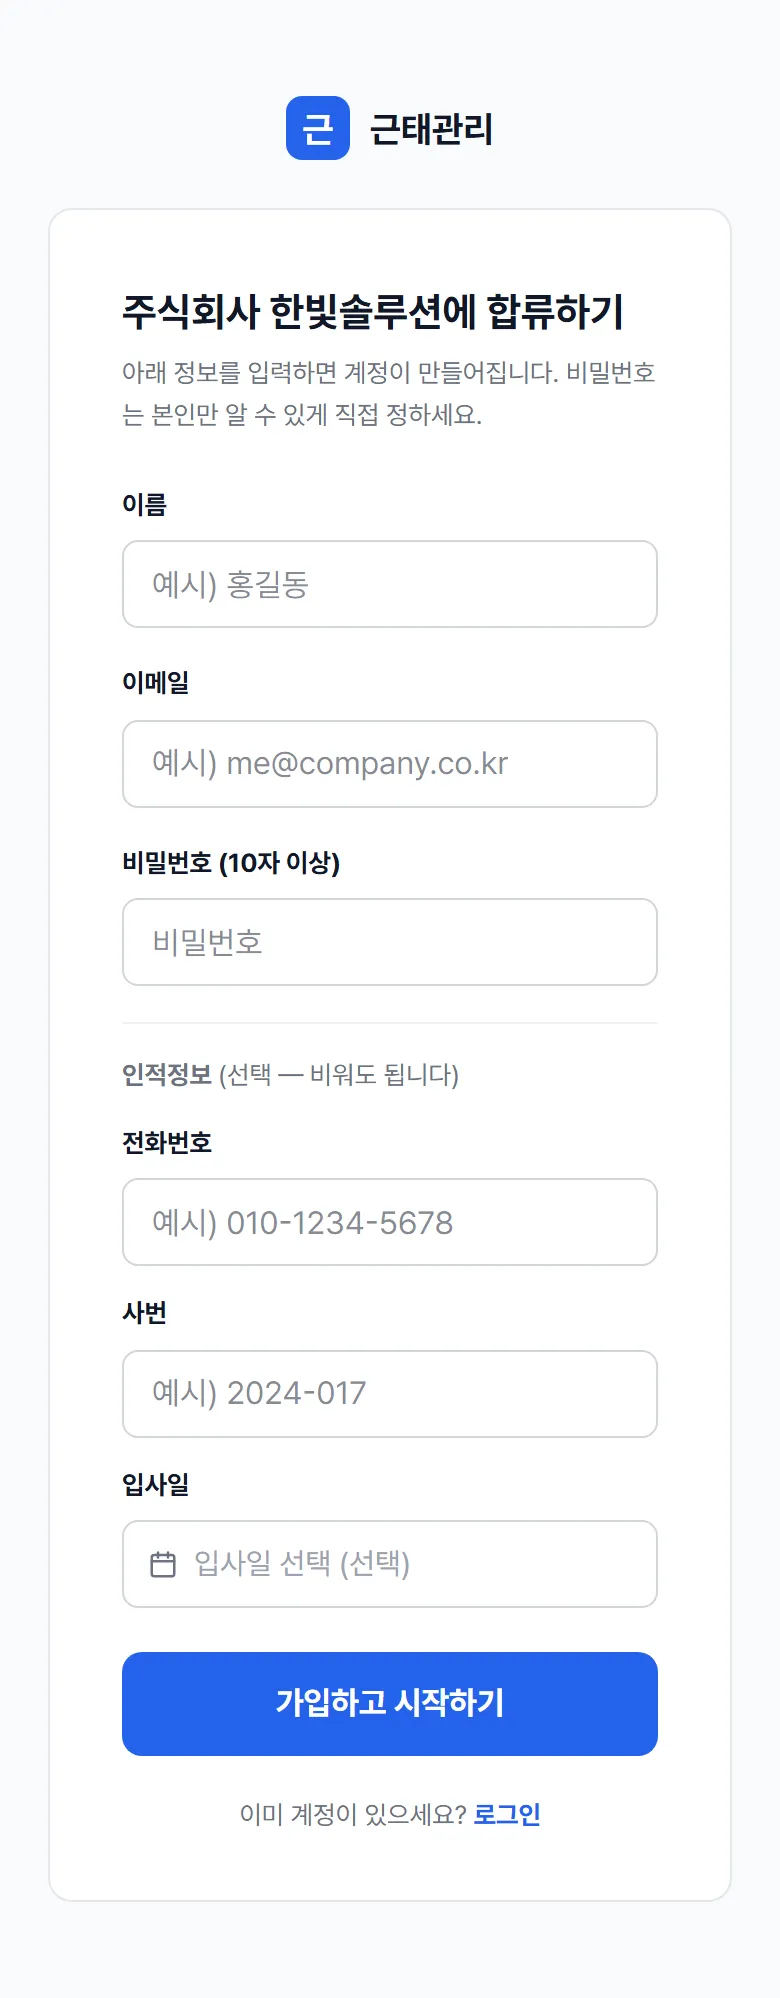 근 근태관리
주식회사 한빛솔루션에 합류하기
아래 정보를 입력하면 계정이 만들어집니다. 비밀번호
는 본인만 알 수 있게 직접 정하세요.
이름
예시) 홍길동
이메일
예시) me@company.co.kr
비밀번호 (10자 이상)
비밀번호
인적정보 (선택 — 비워도 됩니다)
전화번호
예시) 010-1234-5678
사번
예시) 2024-017
입사일
입사일 선택 (선택)
가입하고 시작하기
이미 계정이 있으세요? 로그인